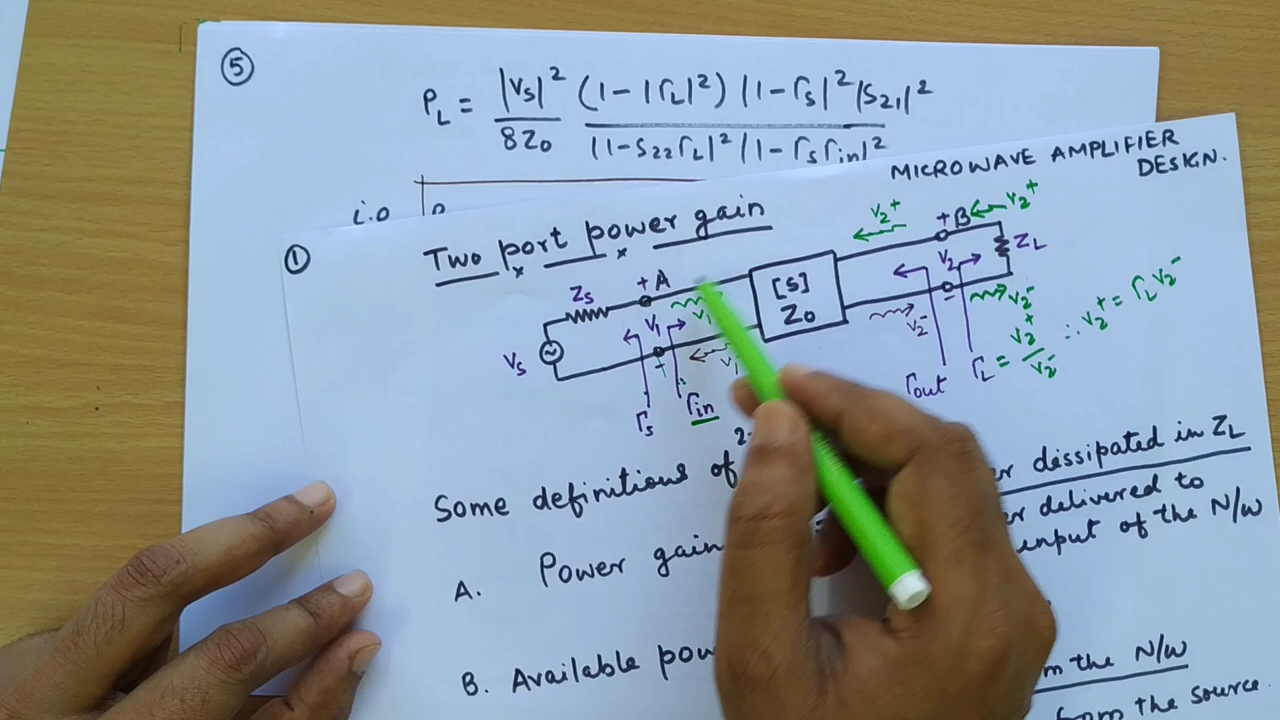 ⑤
P_L = |V_S|² (1 - |Γ_L|²) |1 - Γ_S|² |S_21|²
8Z_0 |1 - S_22 Γ_L|² |1 - Γ_S Γ_in|²
i.o
MICROWAVE AMPLIFIER
DESIGN.
①
Two port power gain
Z_S
+ A
V_1
V_S
Γ_S
Γ_in
[S]
Z_0
V_2^+
+ B
V_2^+
V_2
Z_L
V_2^-
V_2^-
Γ_out
Γ_L = V_2^+ / V_2^-
∴ V_2^+ = Γ_L V_2^-
Some definitions of 2-
A. Power gain dissipated in Z_L
delivered to
input of the N/W
B. Available the N/W
from the source.